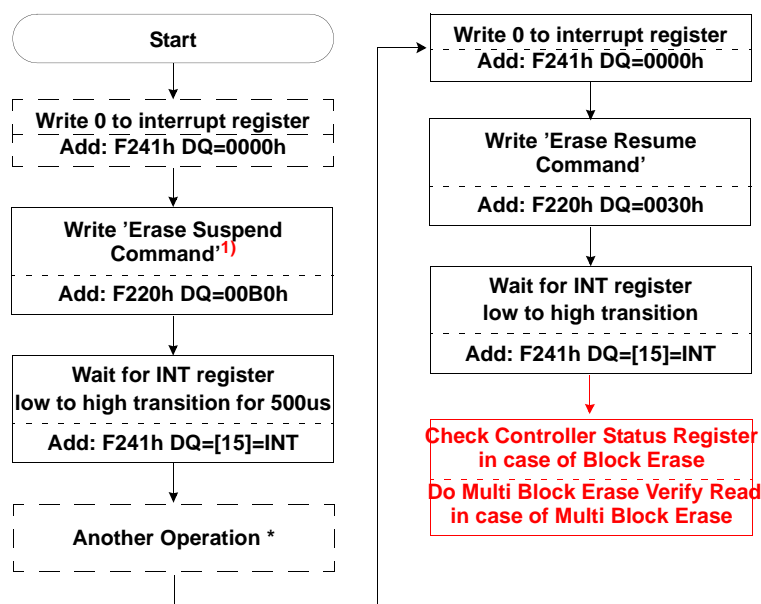 Start
Write 0 to interrupt register
Add: F241h DQ=0000h
Write 'Erase Suspend
Command'1)
Add: F220h DQ=00B0h
Wait for INT register
low to high transition for 500us
Add: F241h DQ=[15]=INT
Another Operation *
Write 0 to interrupt register
Add: F241h DQ=0000h
Write 'Erase Resume
Command'
Add: F220h DQ=0030h
Wait for INT register
low to high transition
Add: F241h DQ=[15]=INT
Check Controller Status Register
in case of Block Erase
Do Multi Block Erase Verify Read
in case of Multi Block Erase